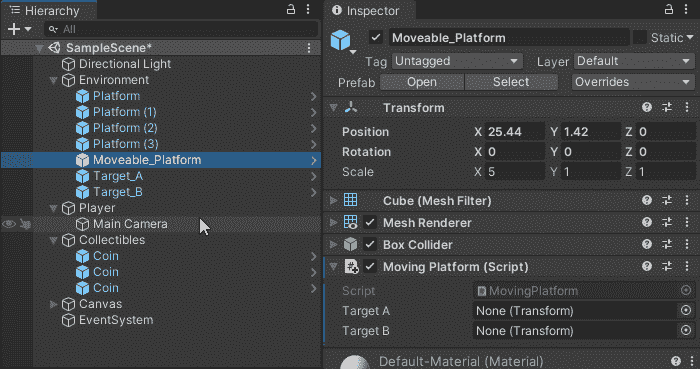 Hierarchy
All
SampleScene*
Directional Light
Environment
Platform
Platform (1)
Platform (2)
Platform (3)
Moveable_Platform
Target_A
Target_B
Player
Main Camera
Collectibles
Coin
Coin
Coin
Canvas
EventSystem
Inspector
Moveable_Platform Static
Tag Untagged Layer Default
Prefab Open Select Overrides
Transform
Position X 25.44 Y 1.42 Z 0
Rotation X 0 Y 0 Z 0
Scale X 5 Y 1 Z 1
Cube (Mesh Filter)
Mesh Renderer
Box Collider
Moving Platform (Script)
Script MovingPlatform
Target A None (Transform)
Target B None (Transform)
Default-Material (Material)